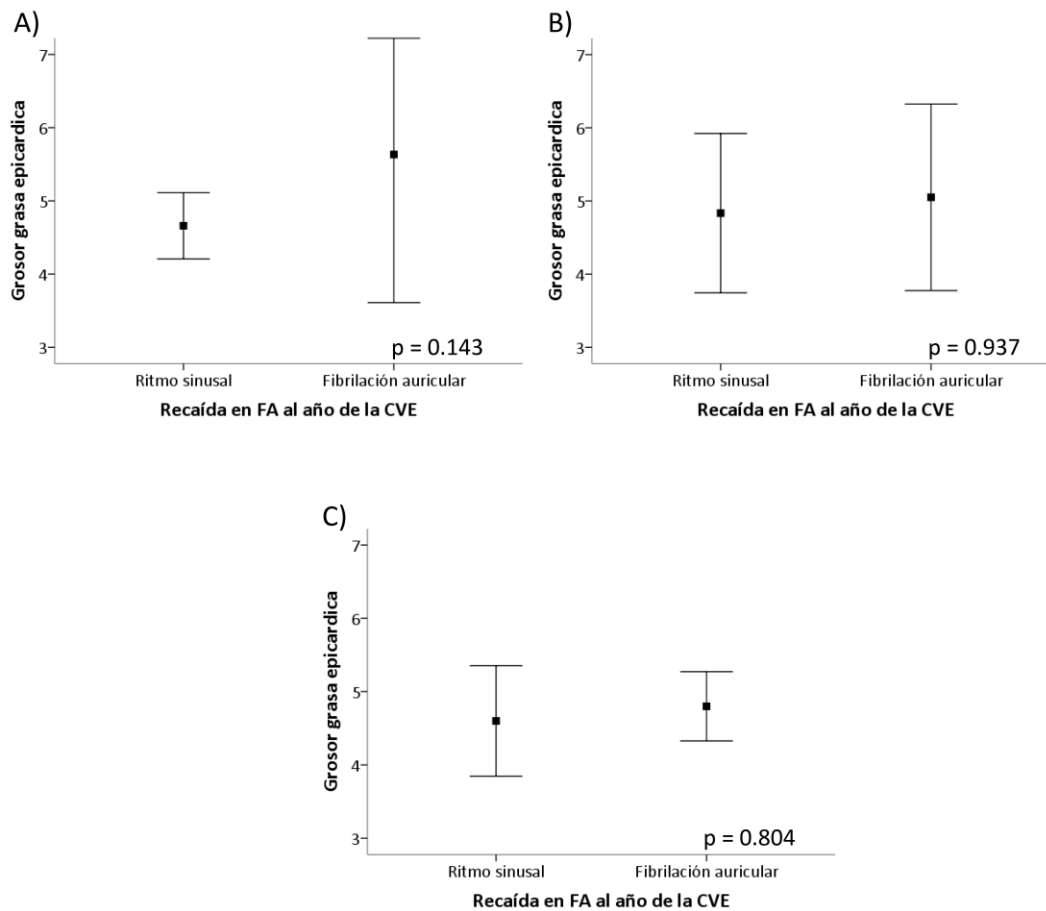 A)
Grosor grasa epicardica
7
6
5
4
3
p = 0.143
Ritmo sinusal
Fibrilación auricular
Recaída en FA al año de la CVE
B)
Grosor grasa epicardica
7
6
5
4
3
p = 0.937
Ritmo sinusal
Fibrilación auricular
Recaída en FA al año de la CVE
C)
Grosor grasa epicardica
7
6
5
4
3
p = 0.804
Ritmo sinusal
Fibrilación auricular
Recaída en FA al año de la CVE